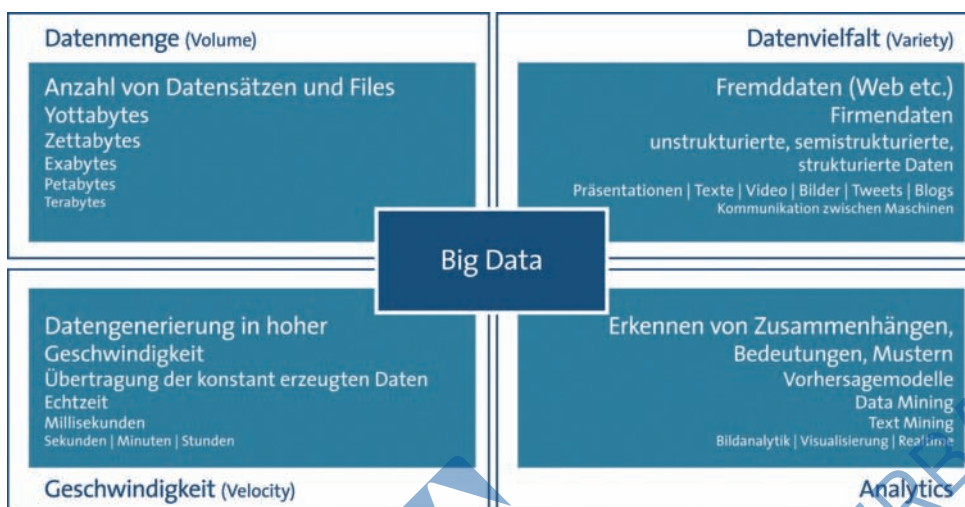 Datenmenge (Volume)
Anzahl von Datensätzen und Files
Yottabytes
Zettabytes
Exabytes
Petabytes
Terabytes
Datenvielfalt (Variety)
Fremddaten (Web etc.)
Firmendaten
unstrukturierte, semistrukturierte,
strukturierte Daten
Präsentationen | Texte | Video | Bilder | Tweets | Blogs
Kommunikation zwischen Maschinen
Big Data
Datengenerierung in hoher
Geschwindigkeit
Übertragung der konstant erzeugten Daten
Echtzeit
Millisekunden
Sekunden | Minuten | Stunden
Geschwindigkeit (Velocity)
Erkennen von Zusammenhängen,
Bedeutungen, Mustern
Vorhersagemodelle
Data Mining
Text Mining
Bildanalytik | Visualisierung | Realtime
Analytics